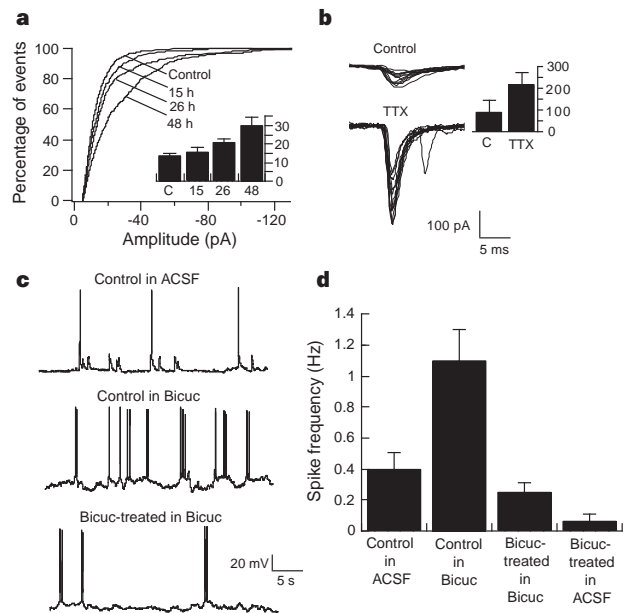 a
Percentage of events
100
80
60
40
20
0
Control
15 h
26 h
48 h
30
20
10
0
C 15 26 48
0 -40 -80 -120
Amplitude (pA)
b
Control
TTX
300
200
100
0
C TTX
100 pA
5 ms
c
Control in ACSF
Control in Bicuc
Bicuc-treated in Bicuc
20 mV
5 s
d
Spike frequency (Hz)
1.4
1.2
1
0.8
0.6
0.4
0.2
0
Control
in
ACSF
Control
in
Bicuc
Bicuc-
treated
in
Bicuc
Bicuc-
treated
in
ACSF